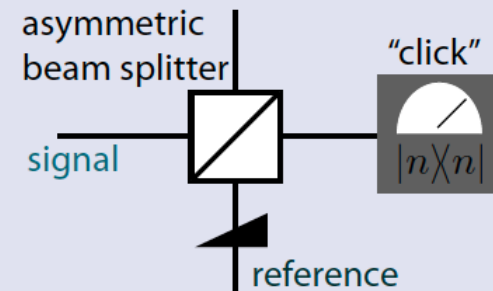 asymmetric
beam splitter
“click”
signal
|n⟩⟨n|
reference